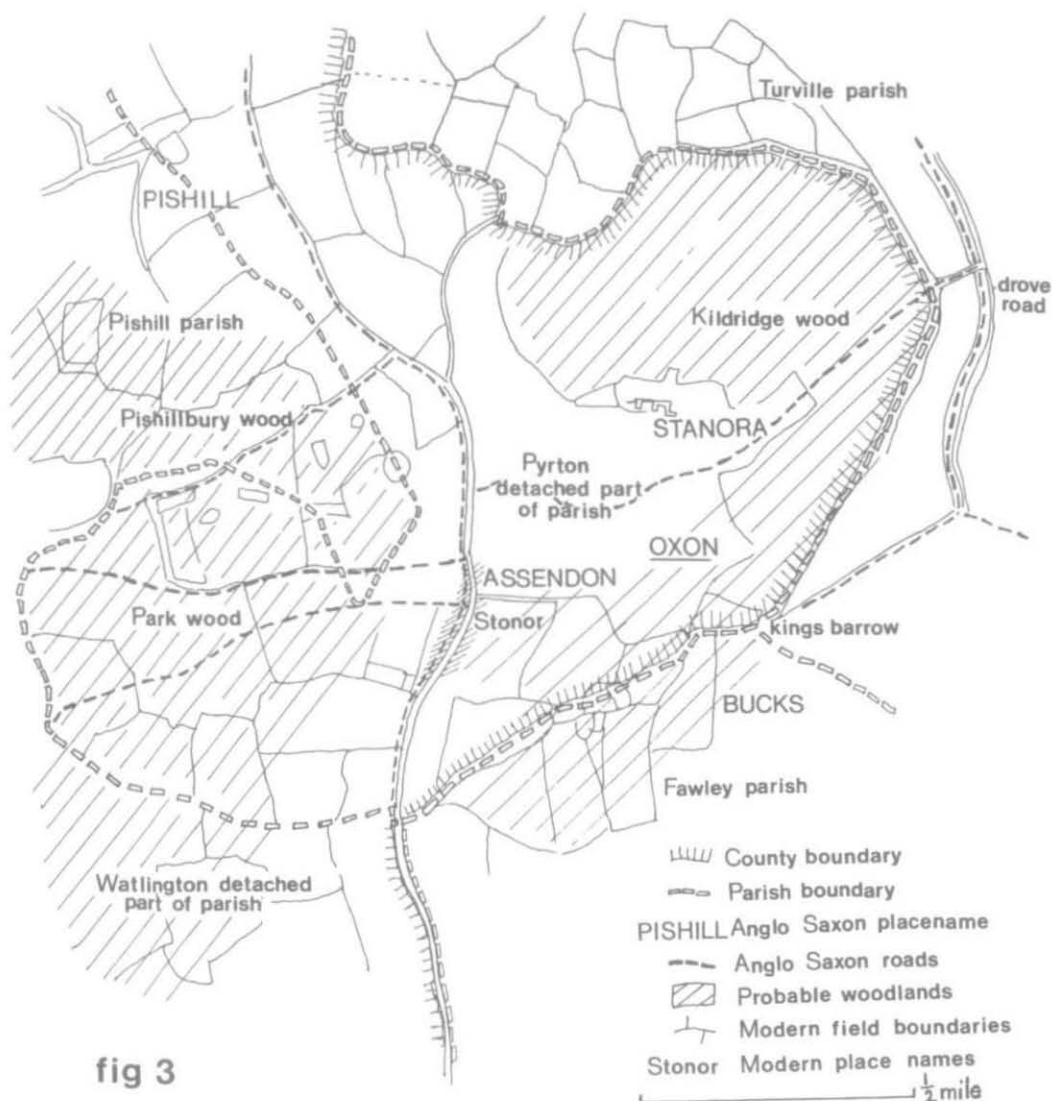 Turville parish
PISHILL
drove
road
Pishill parish
Kildridge wood
Pishillbury wood
STANORA
Pyrton
detached part
of parish
OXON
ASSENDON
Park wood
Stonor
kings barrow
BUCKS
Fawley parish
Watlington detached
part of parish
County boundary
Parish boundary
PISHILL Anglo Saxon placename
Anglo Saxon roads
Probable woodlands
Modern field boundaries
Stonor Modern place names
1/2 mile
fig 3